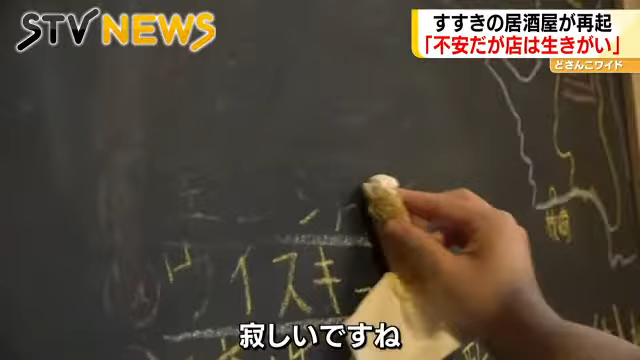 STV NEWS
すすきの居酒屋が再起
「不安だが店は生きがい」
どさんこワイド
ウイスキー
寂しいですね